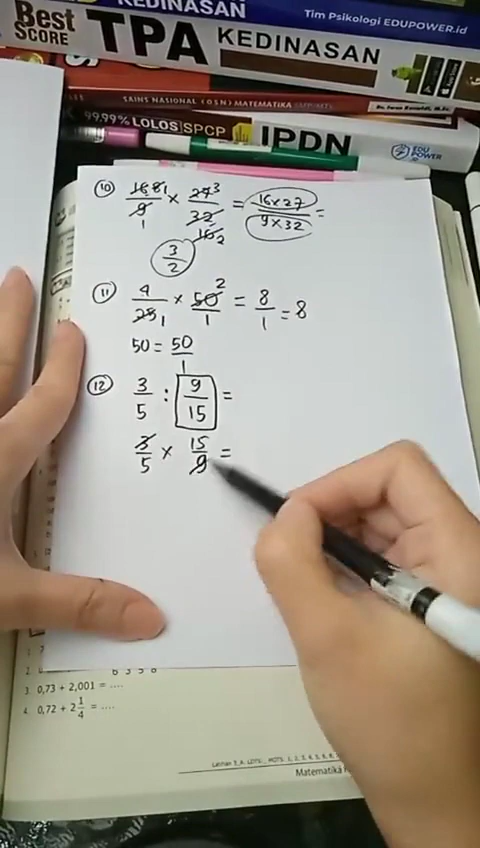 KEDINASAN
Best SCORE TPA KEDINASAN
Tim Psikologi EDUPOWER.id
SAINS NASIONAL (OSN) MATEMATIKA
99,99% LOLOS SPCP IPDN
EDU POWER
10 16 8 1 / 9 1 × 27 3 / 32 16 2 = 16 × 27 / 9 × 32 =
3/2
11 4 / 25 1 × 50 2 / 1 = 8/1 = 8
50 = 50/1
12 3/5 : 9/15 =
3/5 × 15/9 =
3. 0,73 + 2,001 = ....
4. 0,72 + 2 1/4 = ....
Matematika